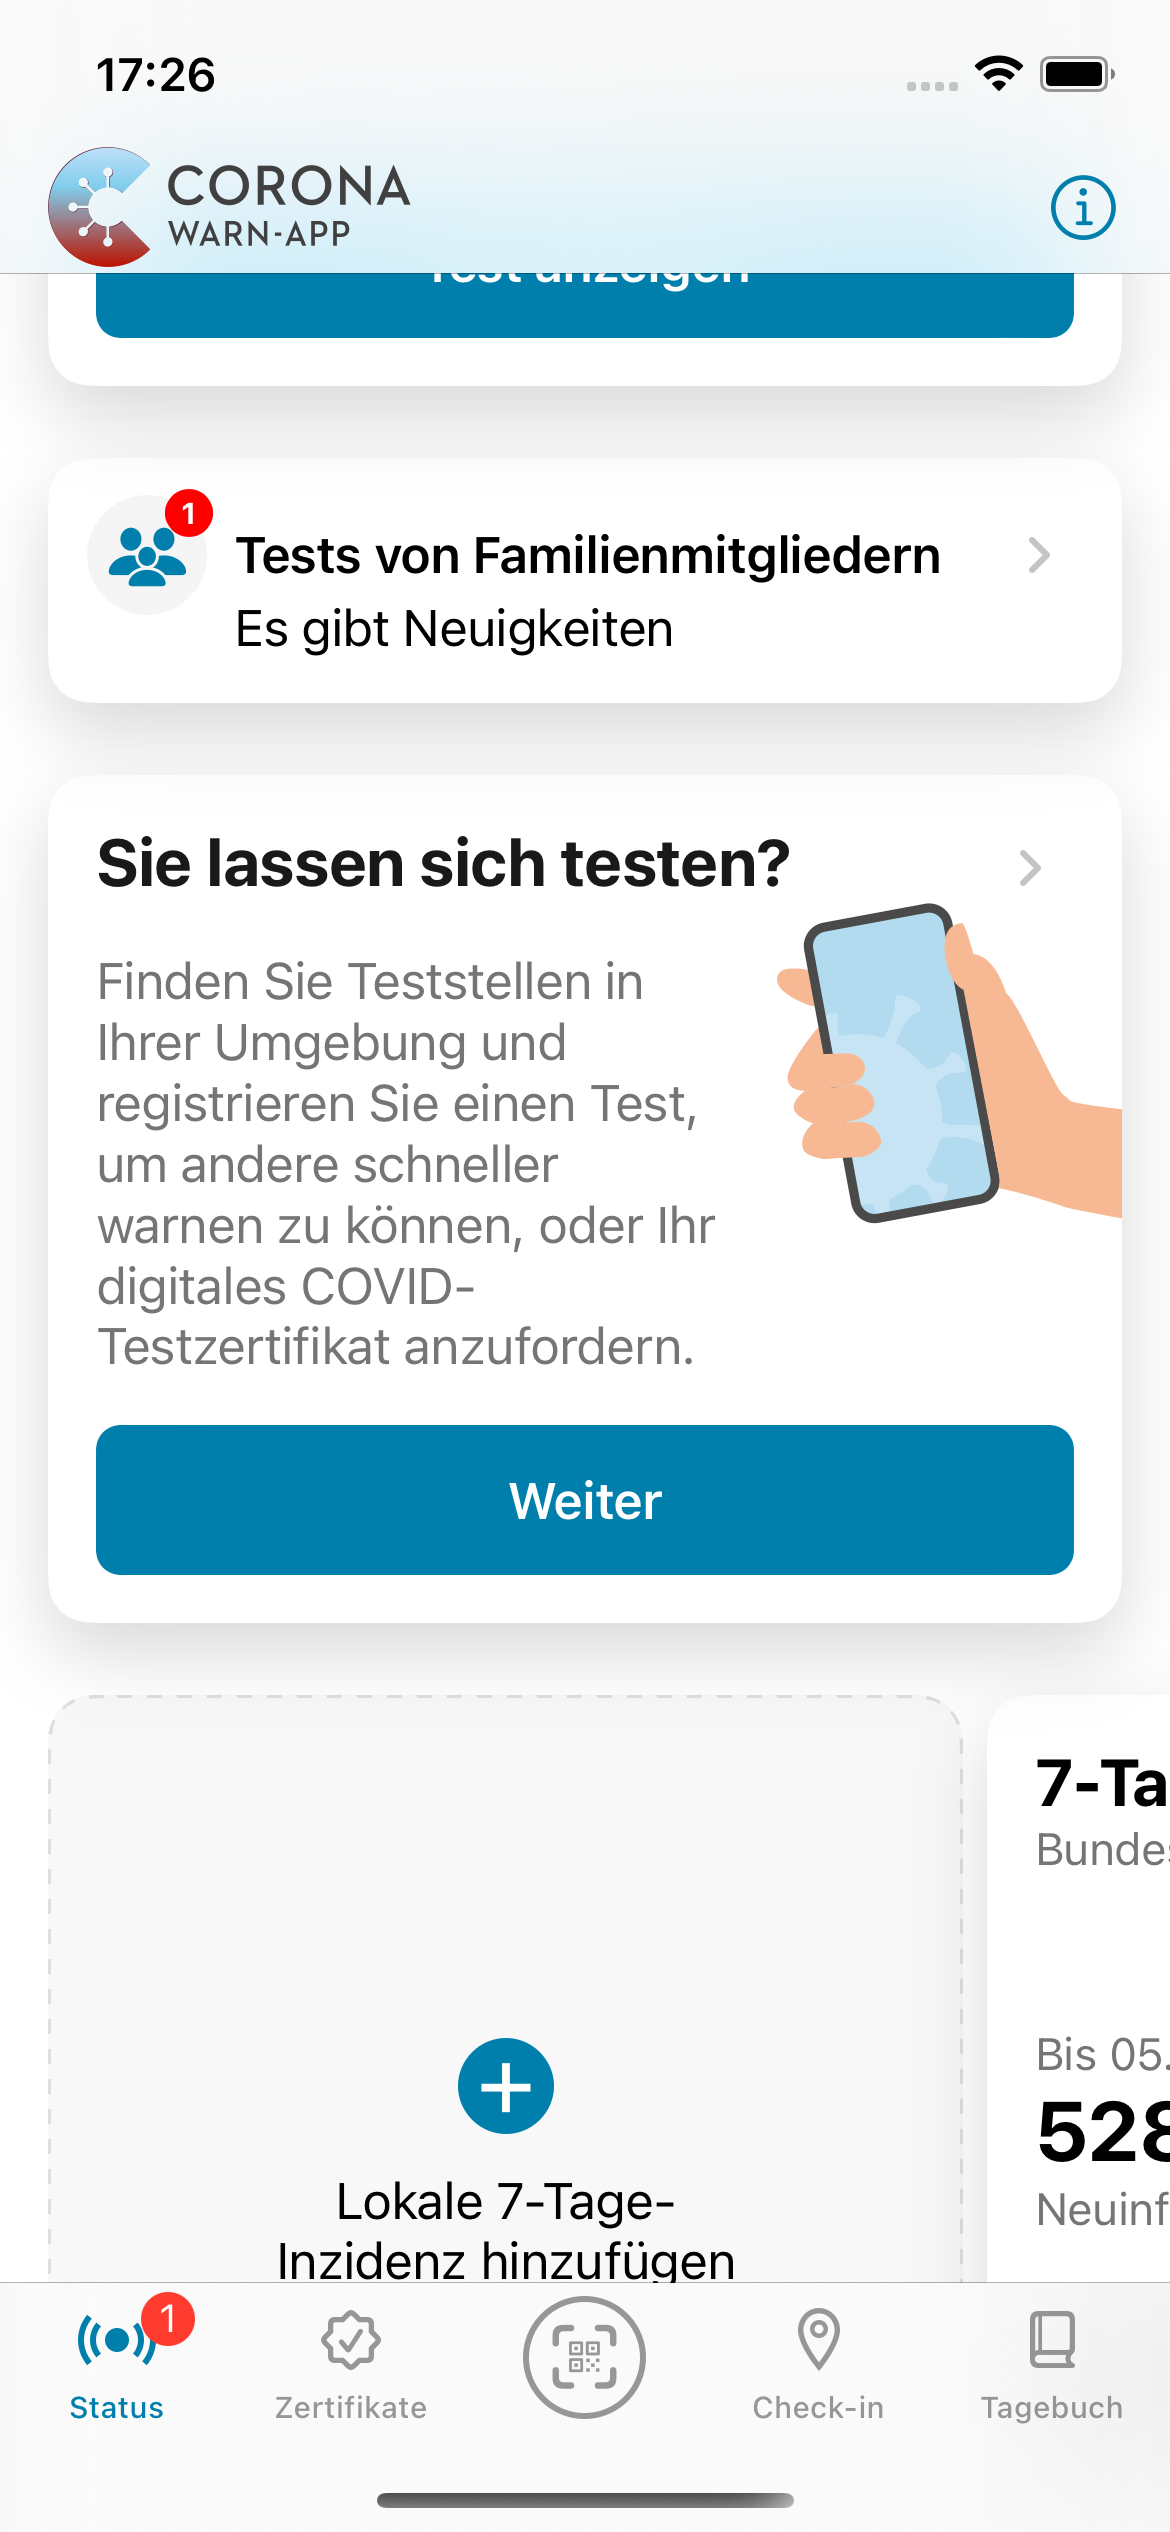 17:26
CORONA
WARN-APP
Test anzeigen
1
Tests von Familienmitgliedern
Es gibt Neuigkeiten
Sie lassen sich testen?
Finden Sie Teststellen in
Ihrer Umgebung und
registrieren Sie einen Test,
um andere schneller
warnen zu können, oder Ihr
digitales COVID-
Testzertifikat anzufordern.
Weiter
Lokale 7-Tage-
Inzidenz hinzufügen
7-Ta
Bundes
Bis 05.
528
Neuinf
1
Status
Zertifikate
Check-in
Tagebuch